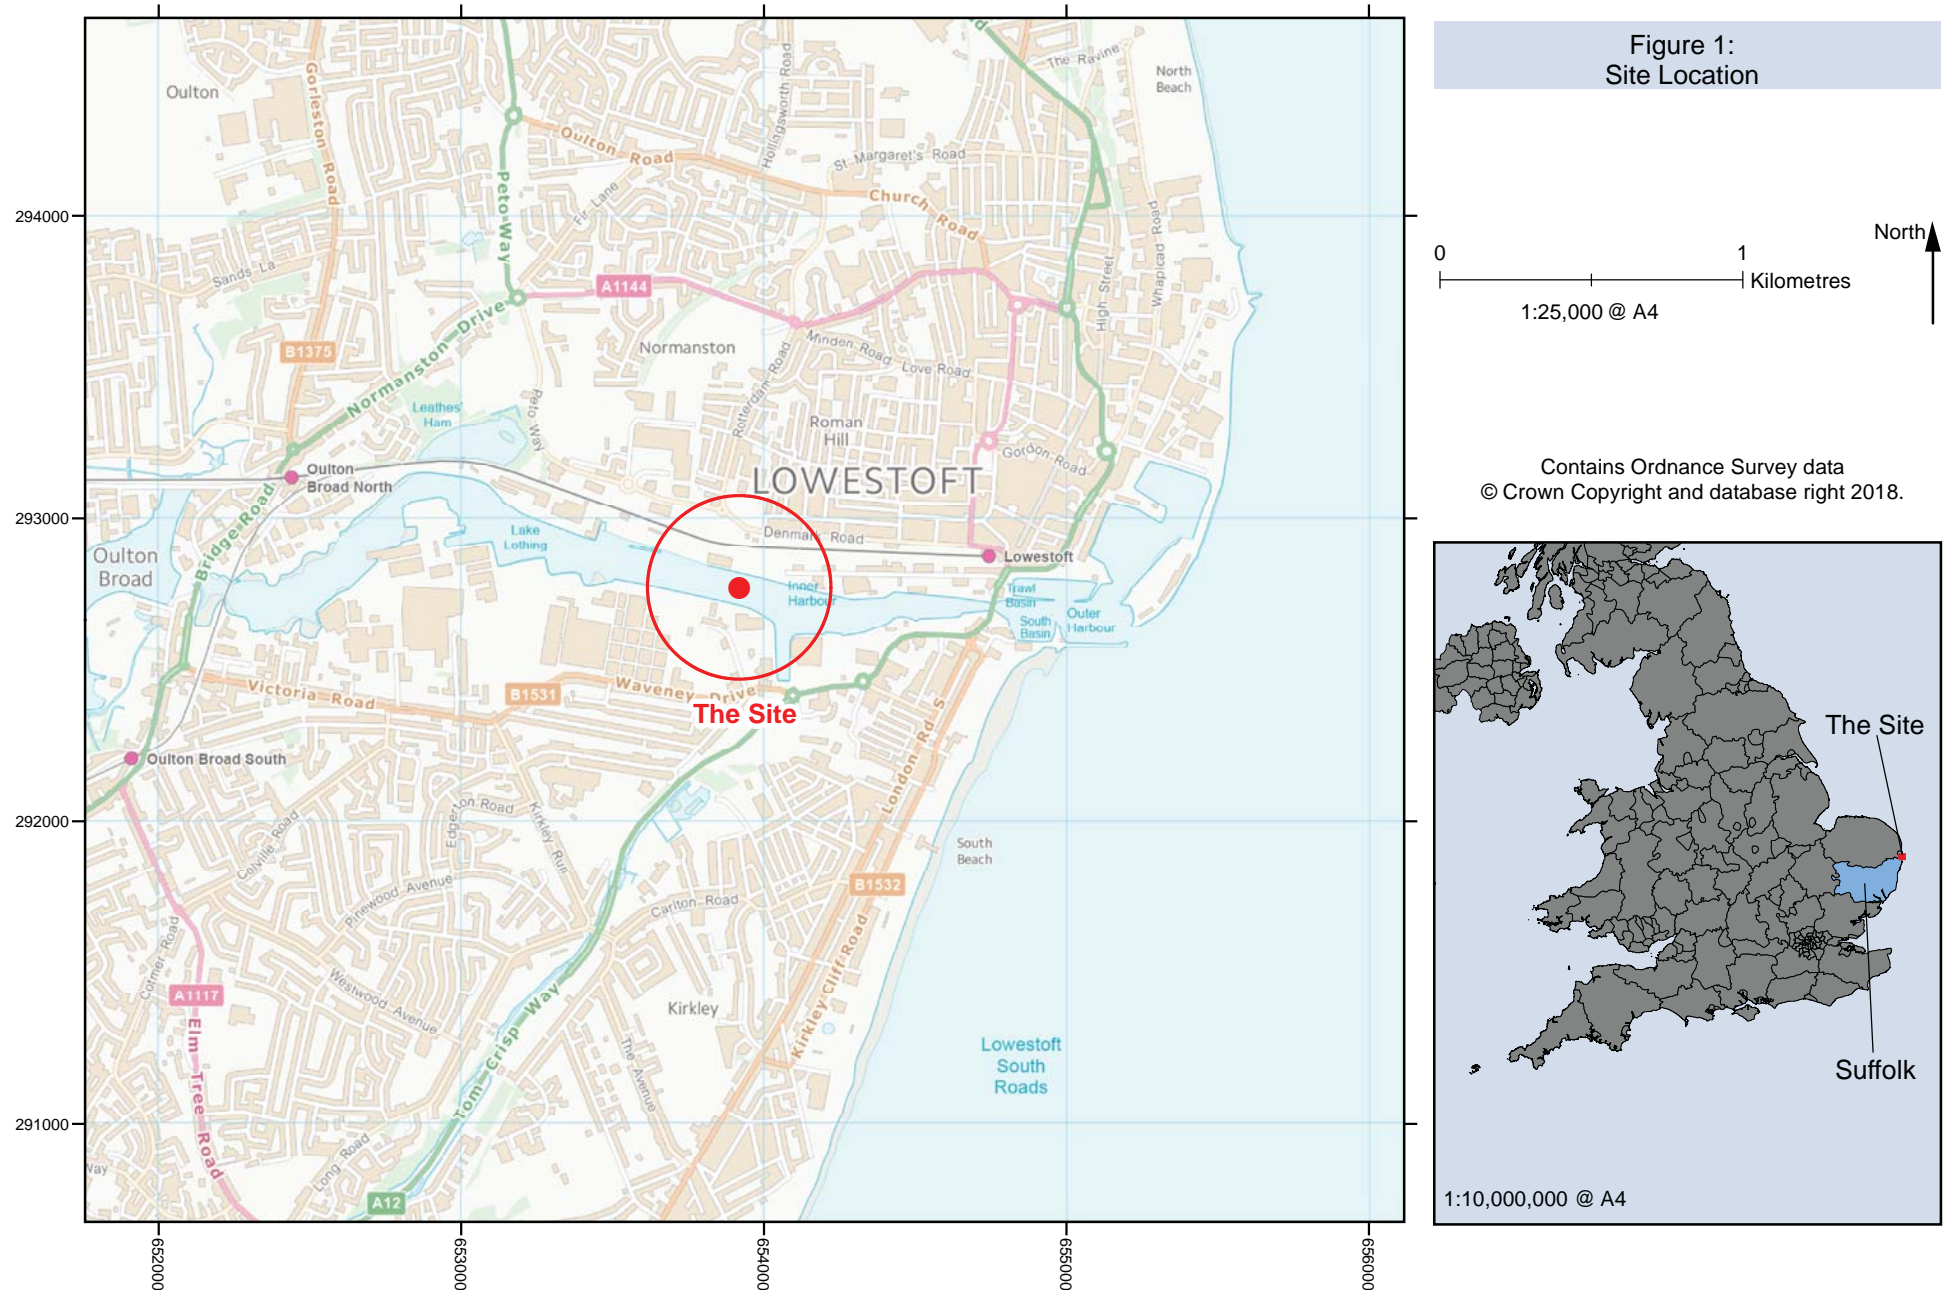 Figure 1:
Site Location
North
0
1
Kilometres
1:25,000 @ A4
Contains Ordnance Survey data
© Crown Copyright and database right 2018.
The Site
Suffolk
1:10,000,000 @ A4
294000
293000
292000
291000
652000
653000
654000
655000
656000
Oulton
Gorleston Road
Peto Way
Oulton Road
Hollingsworth Road
St Margaret's Road
The Ravine
North
Beach
Fir Lane
Church Road
Whapload Road
High Street
Sands La
A1144
B1375
Normanston Drive
Normanston
Minden Road
Love Road
Rotterdam Road
Peto Way
Leathes'
Ham
Roman
Hill
Gordon Road
LOWESTOFT
Oulton
Broad North
Bridge Road
Oulton
Broad
Lake
Lothing
Denmark Road
Lowestoft
Inner
Harbour
Trawl
Basin
South
Basin
Outer
Harbour
Victoria Road
B1531
Waveney Drive
The Site
London Rd S
Oulton Broad South
Edgerton Road
Kirkley Run
Colville Road
Pinewood Avenue
South
Beach
B1532
Carlton Road
Cotmer Road
Westwood Avenue
A1117
Elm Tree Road
Tom Crisp Way
Kirkley
Kirkley Cliff Road
The Avenue
Lowestoft
South
Roads
Long Road
Way
A12